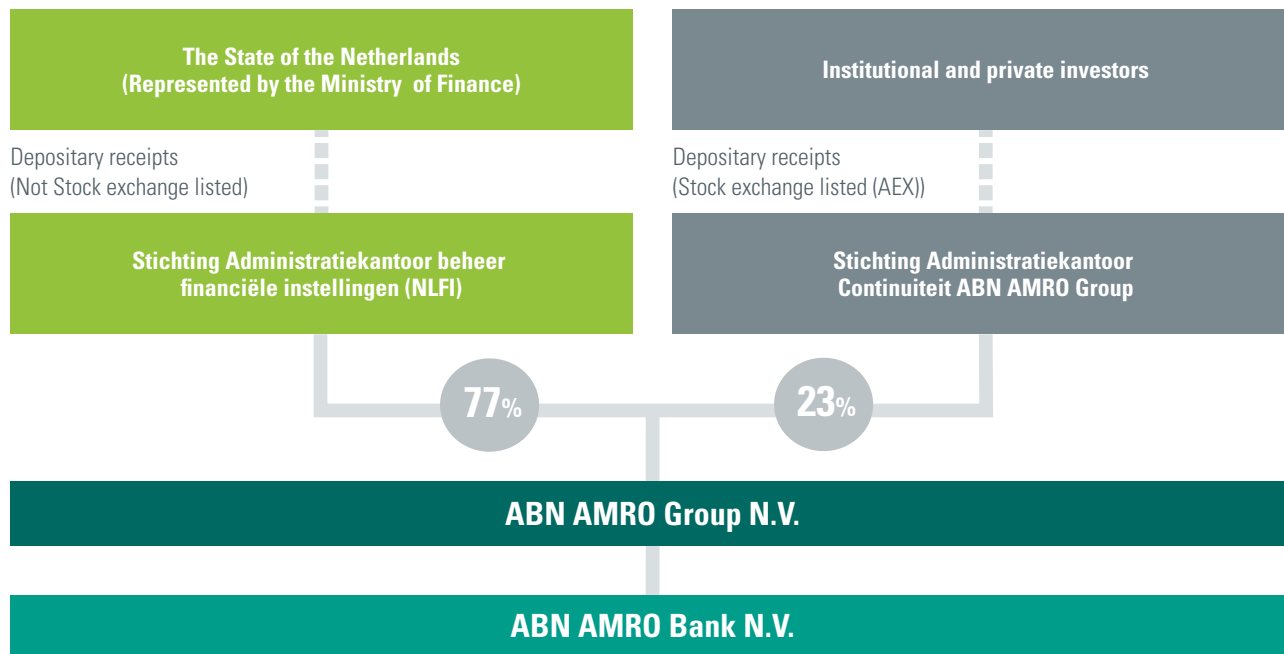 The State of the Netherlands
(Represented by the Ministry of Finance)
Institutional and private investors
Depositary receipts
(Not Stock exchange listed)
Depositary receipts
(Stock exchange listed (AEX))
Stichting Administratiekantoor beheer
financiële instellingen (NLFI)
Stichting Administratiekantoor
Continuiteit ABN AMRO Group
77%
23%
ABN AMRO Group N.V.
ABN AMRO Bank N.V.